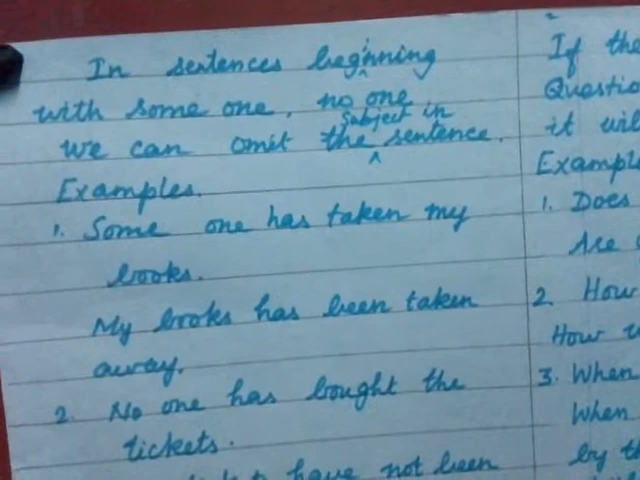 In sentences beginning
with some one, no one
we can omit the subject in sentence.
Examples.
1. Some one has taken my
books.
My books has been taken
away.
2. No one has bought the
tickets.
have not been
If the
Questio
it wil
Example
1. Does
Are
2. How
How
3. When
When
by th